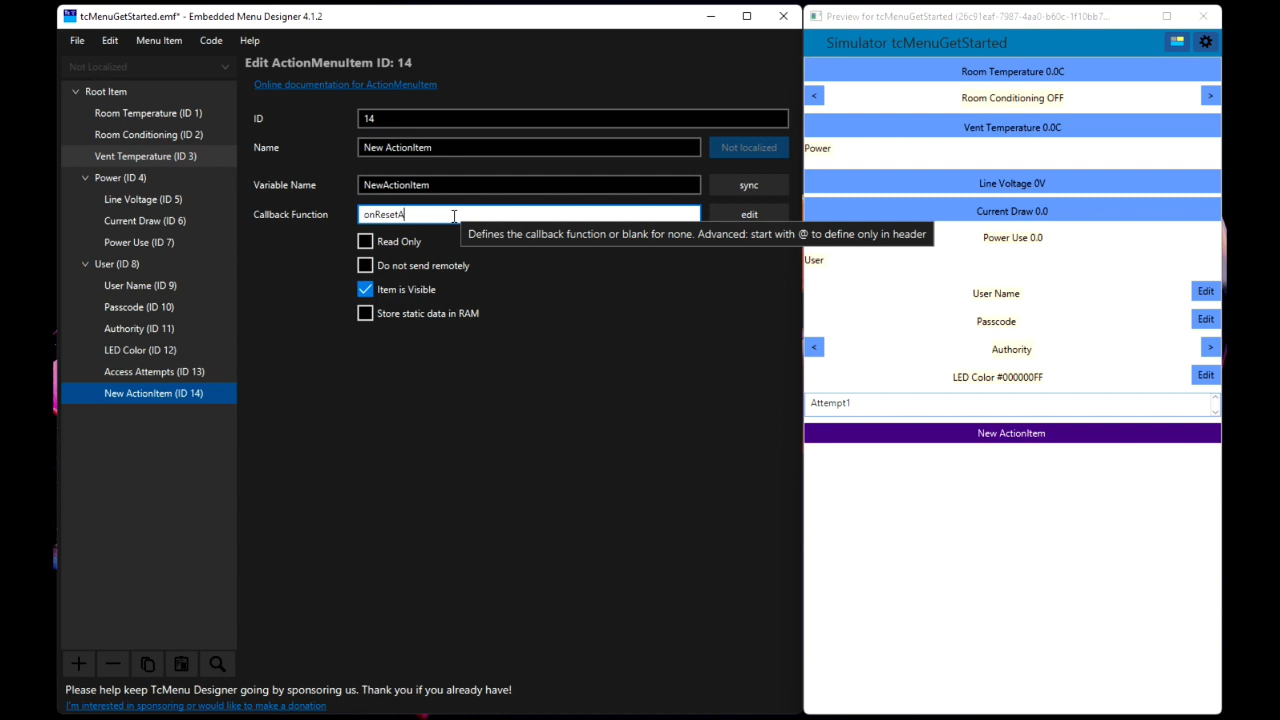 tcMenuGetStarted.emf* - Embedded Menu Designer 4.1.2
File Edit Menu Item Code Help
Not Localized
Root Item
Room Temperature (ID 1)
Room Conditioning (ID 2)
Vent Temperature (ID 3)
Power (ID 4)
Line Voltage (ID 5)
Current Draw (ID 6)
Power Use (ID 7)
User (ID 8)
User Name (ID 9)
Passcode (ID 10)
Authority (ID 11)
LED Color (ID 12)
Access Attempts (ID 13)
New ActionItem (ID 14)
Edit ActionMenuItem ID: 14
Online documentation for ActionMenuItem
ID 14
Name New ActionItem Not localized
Variable Name NewActionItem sync
Callback Function onResetA edit
Defines the callback function or blank for none. Advanced: start with @ to define only in header
Read Only
Do not send remotely
Item is Visible
Store static data in RAM
Please help keep TcMenu Designer going by sponsoring us. Thank you if you already have!
I'm interested in sponsoring or would like to make a donation
Preview for tcMenuGetStarted (26c91eaf-7987-4aa0-b60c-1f10bb7...
Simulator tcMenuGetStarted
Room Temperature 0.0C
< Room Conditioning OFF >
Vent Temperature 0.0C
Power
Line Voltage 0V
Current Draw 0.0
Power Use 0.0
User
User Name Edit
Passcode Edit
< Authority >
LED Color #000000FF Edit
Attempt1
New ActionItem